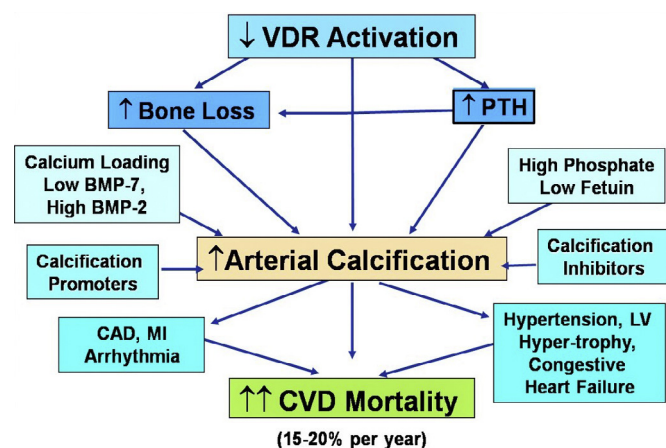 ↓ VDR Activation
↑ Bone Loss
↑ PTH
Calcium Loading
Low BMP-7,
High BMP-2
High Phosphate
Low Fetuin
↑Arterial Calcification
Calcification
Promoters
Calcification
Inhibitors
CAD, MI
Arrhythmia
Hypertension, LV
Hyper-trophy,
Congestive
Heart Failure
↑↑ CVD Mortality
(15-20% per year)